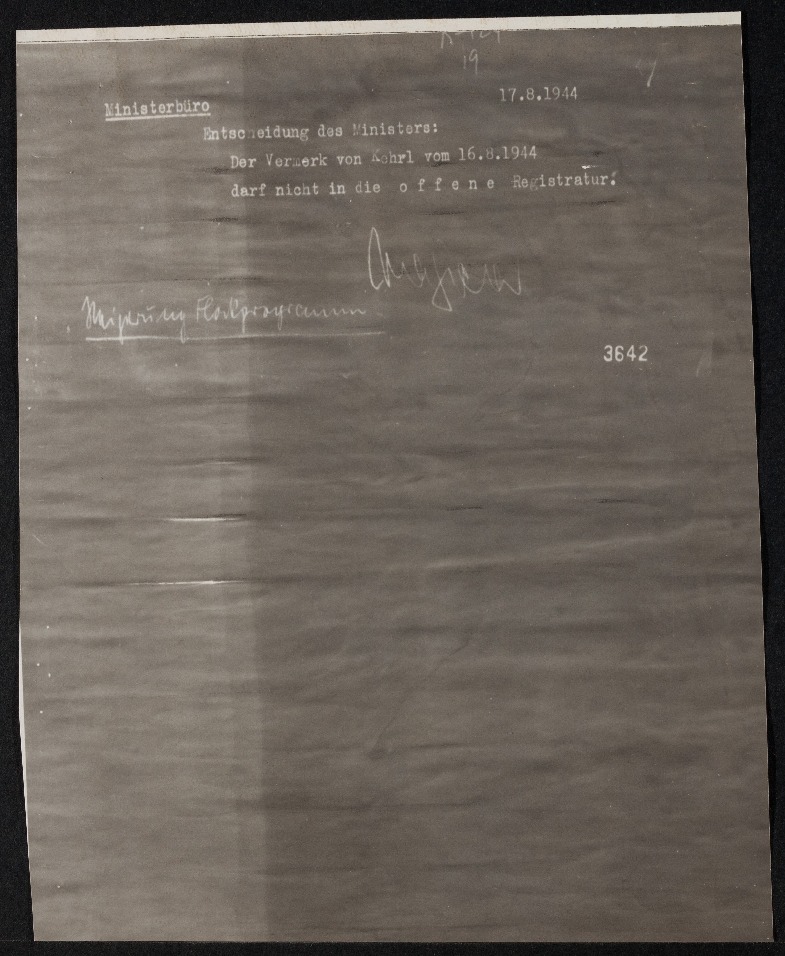 19
17.8.1944
Ministerbüro
Entscheidung des Ministers:
Der Vermerk von Kehrl vom 16.8.1944
darf nicht in die o f f e n e Registratur.
3642